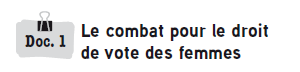 Doc. 1
Le combat pour le droit
de vote des femmes